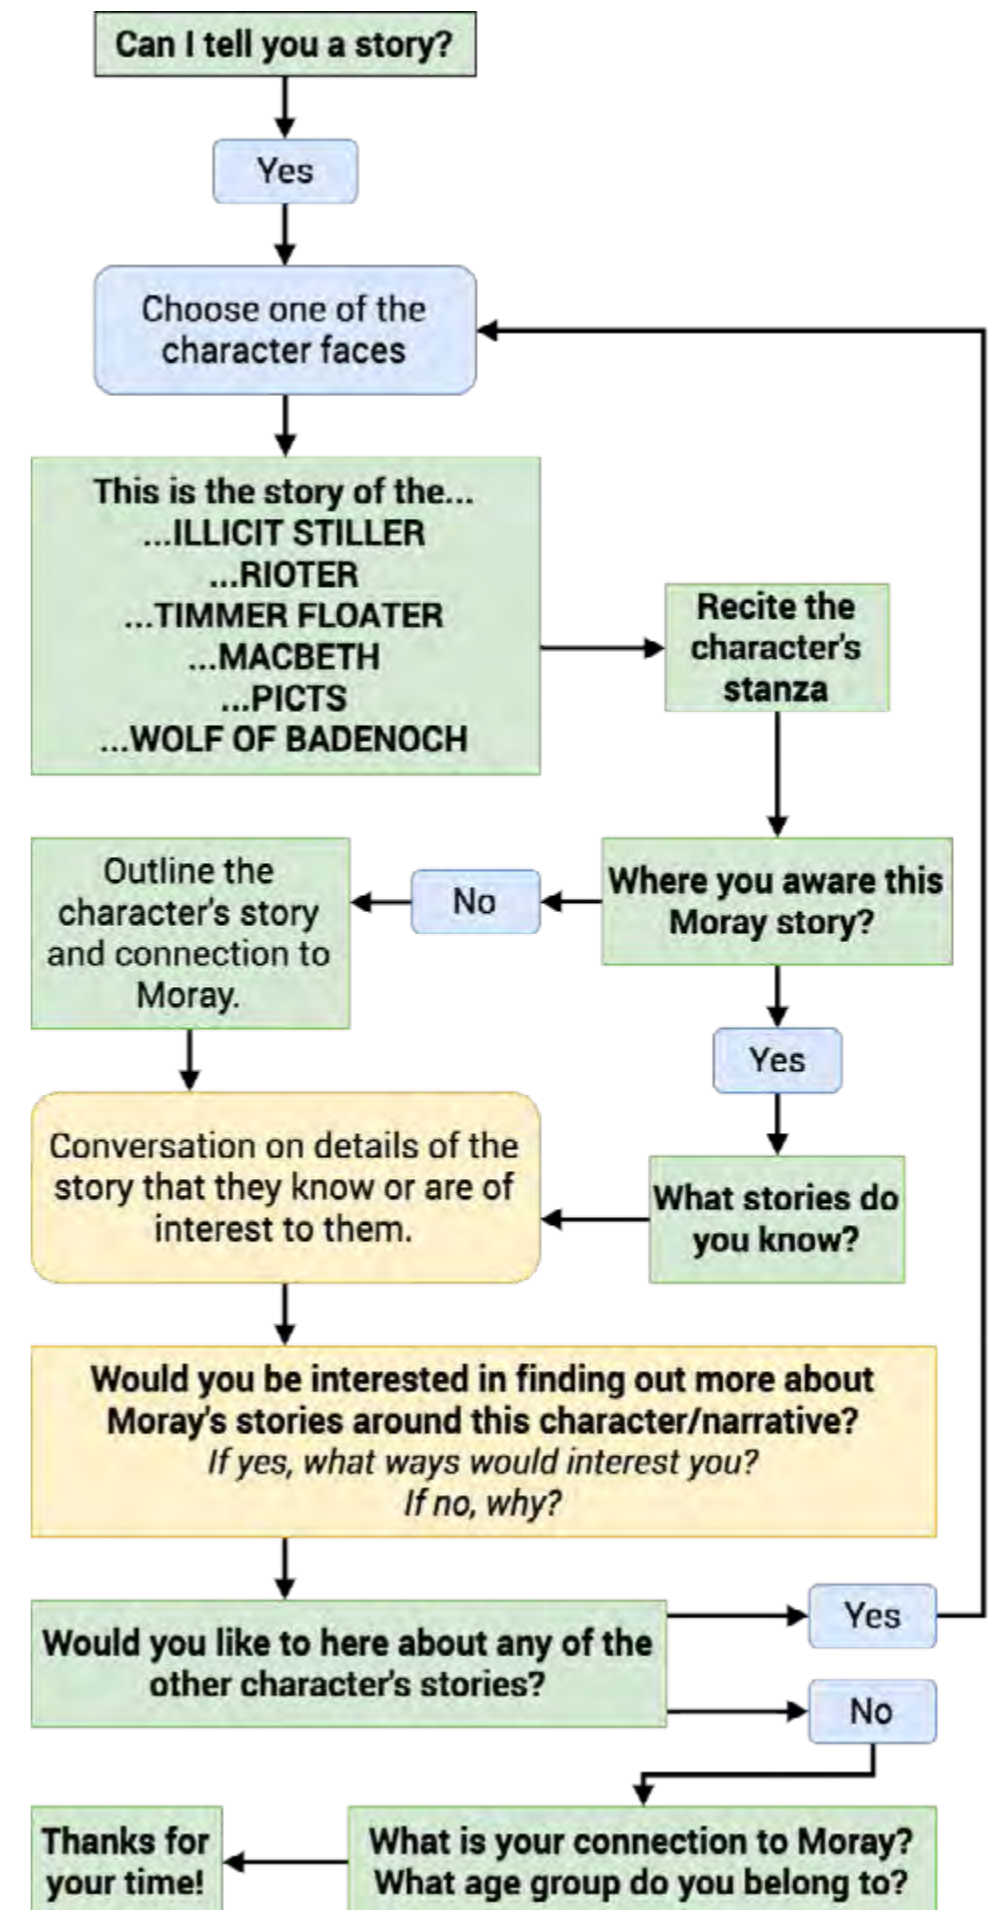 Can I tell you a story?
Yes
Choose one of the
character faces
This is the story of the...
...ILLICIT STILLER
...RIOTER
...TIMMER FLOATER
...MACBETH
...PICTS
...WOLF OF BADENOCH
Recite the
character's
stanza
Where you aware this
Moray story?
No
Outline the
character's story
and connection to
Moray.
Yes
What stories do
you know?
Conversation on details of the
story that they know or are of
interest to them.
Would you be interested in finding out more about
Moray's stories around this character/narrative?
If yes, what ways would interest you?
If no, why?
Would you like to here about any of the
other character's stories?
Yes
No
What is your connection to Moray?
What age group do you belong to?
Thanks for
your time!